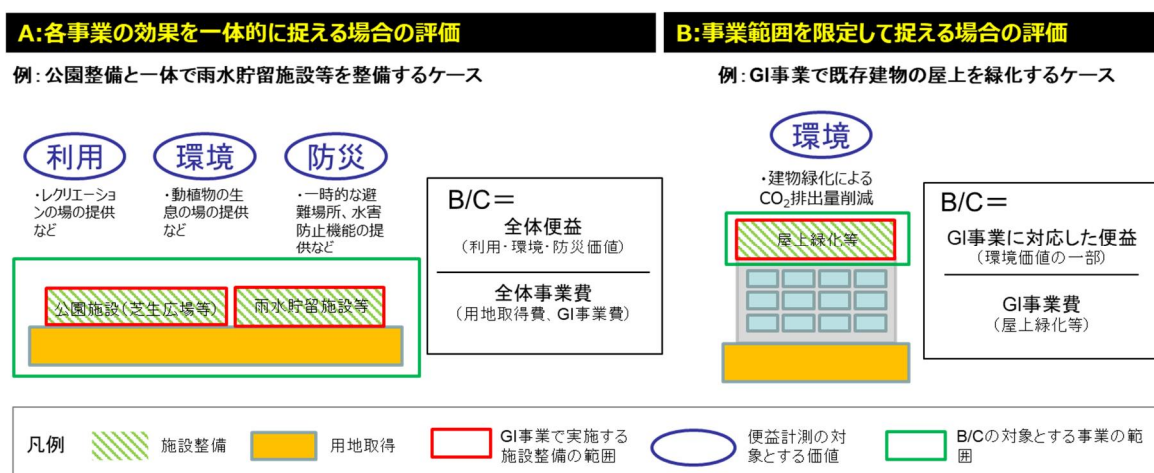 A:各事業の効果を一体的に捉える場合の評価
例：公園整備と一体で雨水貯留施設等を整備するケース
利用
・レクリエーショ
ンの場の提供
など
環境
・動植物の生
息の場の提供
など
防災
・一時的な避
難場所、水害
防止機能の提
供など
公園施設(芝生広場等)
雨水貯留施設等
B/C＝
全体便益
（利用・環境・防災価値）
全体事業費
（用地取得費、GI事業費）
B:事業範囲を限定して捉える場合の評価
例：GI事業で既存建物の屋上を緑化するケース
環境
・建物緑化による
CO₂排出量削減
屋上緑化等
B/C＝
GI事業に対応した便益
（環境価値の一部）
GI事業費
（屋上緑化等）
凡例
施設整備
用地取得
GI事業で実施する
施設整備の範囲
便益計測の対
象とする価値
B/Cの対象とする事業の範
囲